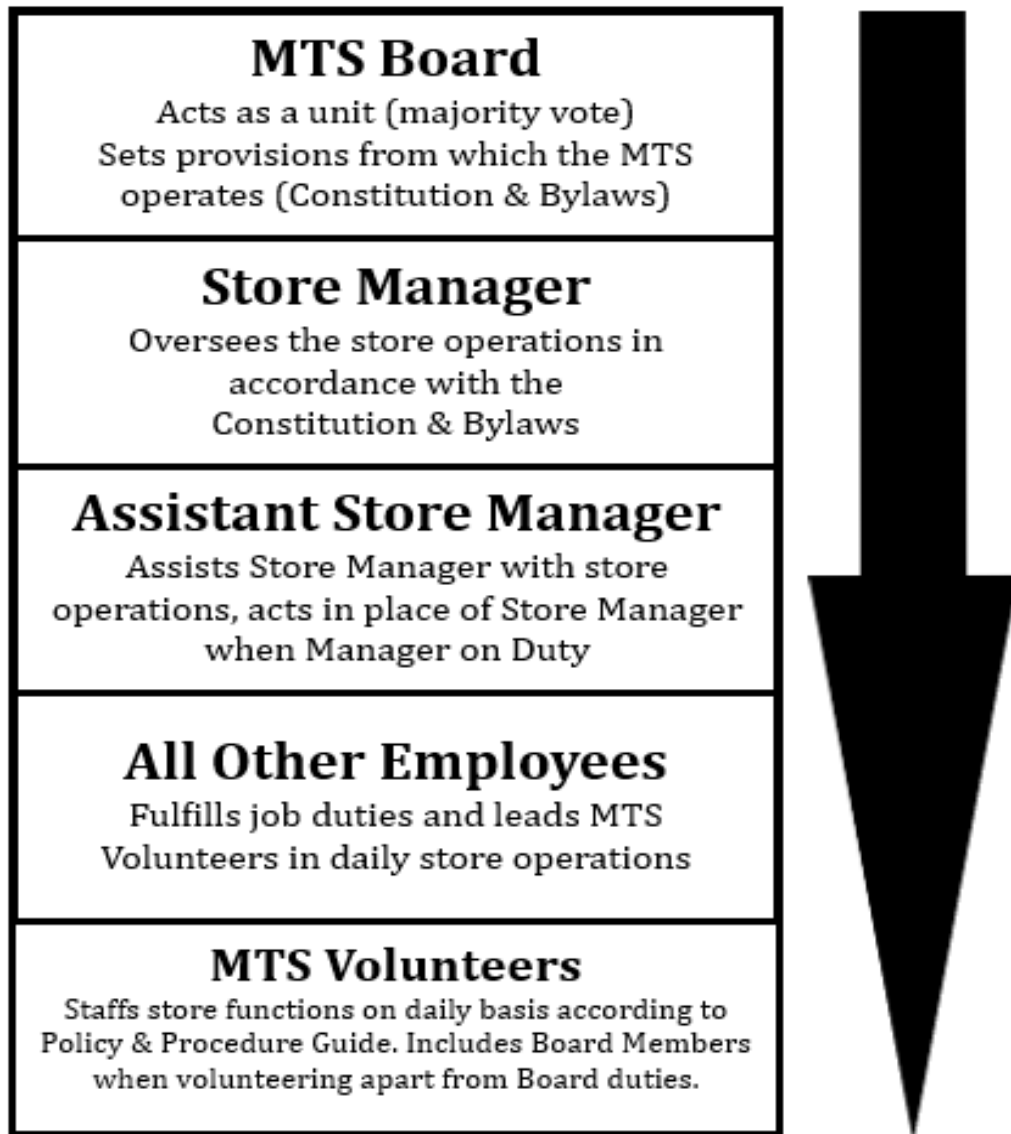 MTS Board
Acts as a unit (majority vote)
Sets provisions from which the MTS
operates (Constitution & Bylaws)
Store Manager
Oversees the store operations in
accordance with the
Constitution & Bylaws
Assistant Store Manager
Assists Store Manager with store
operations, acts in place of Store Manager
when Manager on Duty
All Other Employees
Fulfills job duties and leads MTS
Volunteers in daily store operations
MTS Volunteers
Staffs store functions on daily basis according to
Policy & Procedure Guide. Includes Board Members
when volunteering apart from Board duties.